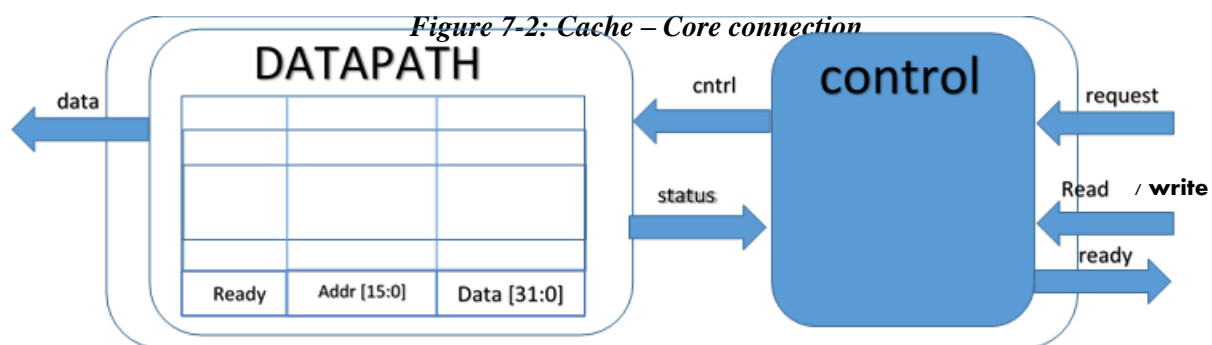 Figure 7-2: Cache – Core connection
DATAPATH
control
data
cntrl
request
status
Read / write
ready
Ready Addr [15:0] Data [31:0]